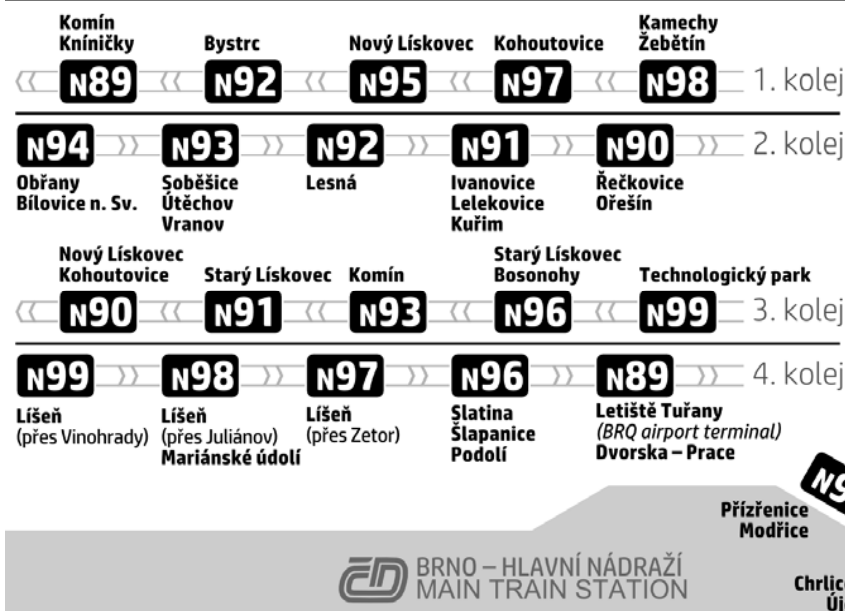 Komín
Kníničky
Bystrc
Nový Lískovec
Kohoutovice
Kamechy
Žebětín
N89
N92
N95
N97
N98
1. kolej
N94
N93
N92
N91
N90
2. kolej
Obřany
Bílovice n. Sv.
Soběšice
Útěchov
Vranov
Lesná
Ivanovice
Lelekovice
Kuřim
Řečkovice
Ořešín
Nový Lískovec
Kohoutovice
Starý Lískovec
Komín
Starý Lískovec
Bosonohy
Technologický park
N90
N91
N93
N96
N99
3. kolej
N99
N98
N97
N96
N89
4. kolej
Líšeň
(přes Vinohrady)
Líšeň
(přes Juliánov)
Mariánské údolí
Líšeň
(přes Zetor)
Slatina
Šlapanice
Podolí
Letiště Tuřany
(BRQ airport terminal)
Dvorska – Prace
Přízřenice
Modřice
ČD
BRNO – HLAVNÍ NÁDRAŽÍ
MAIN TRAIN STATION